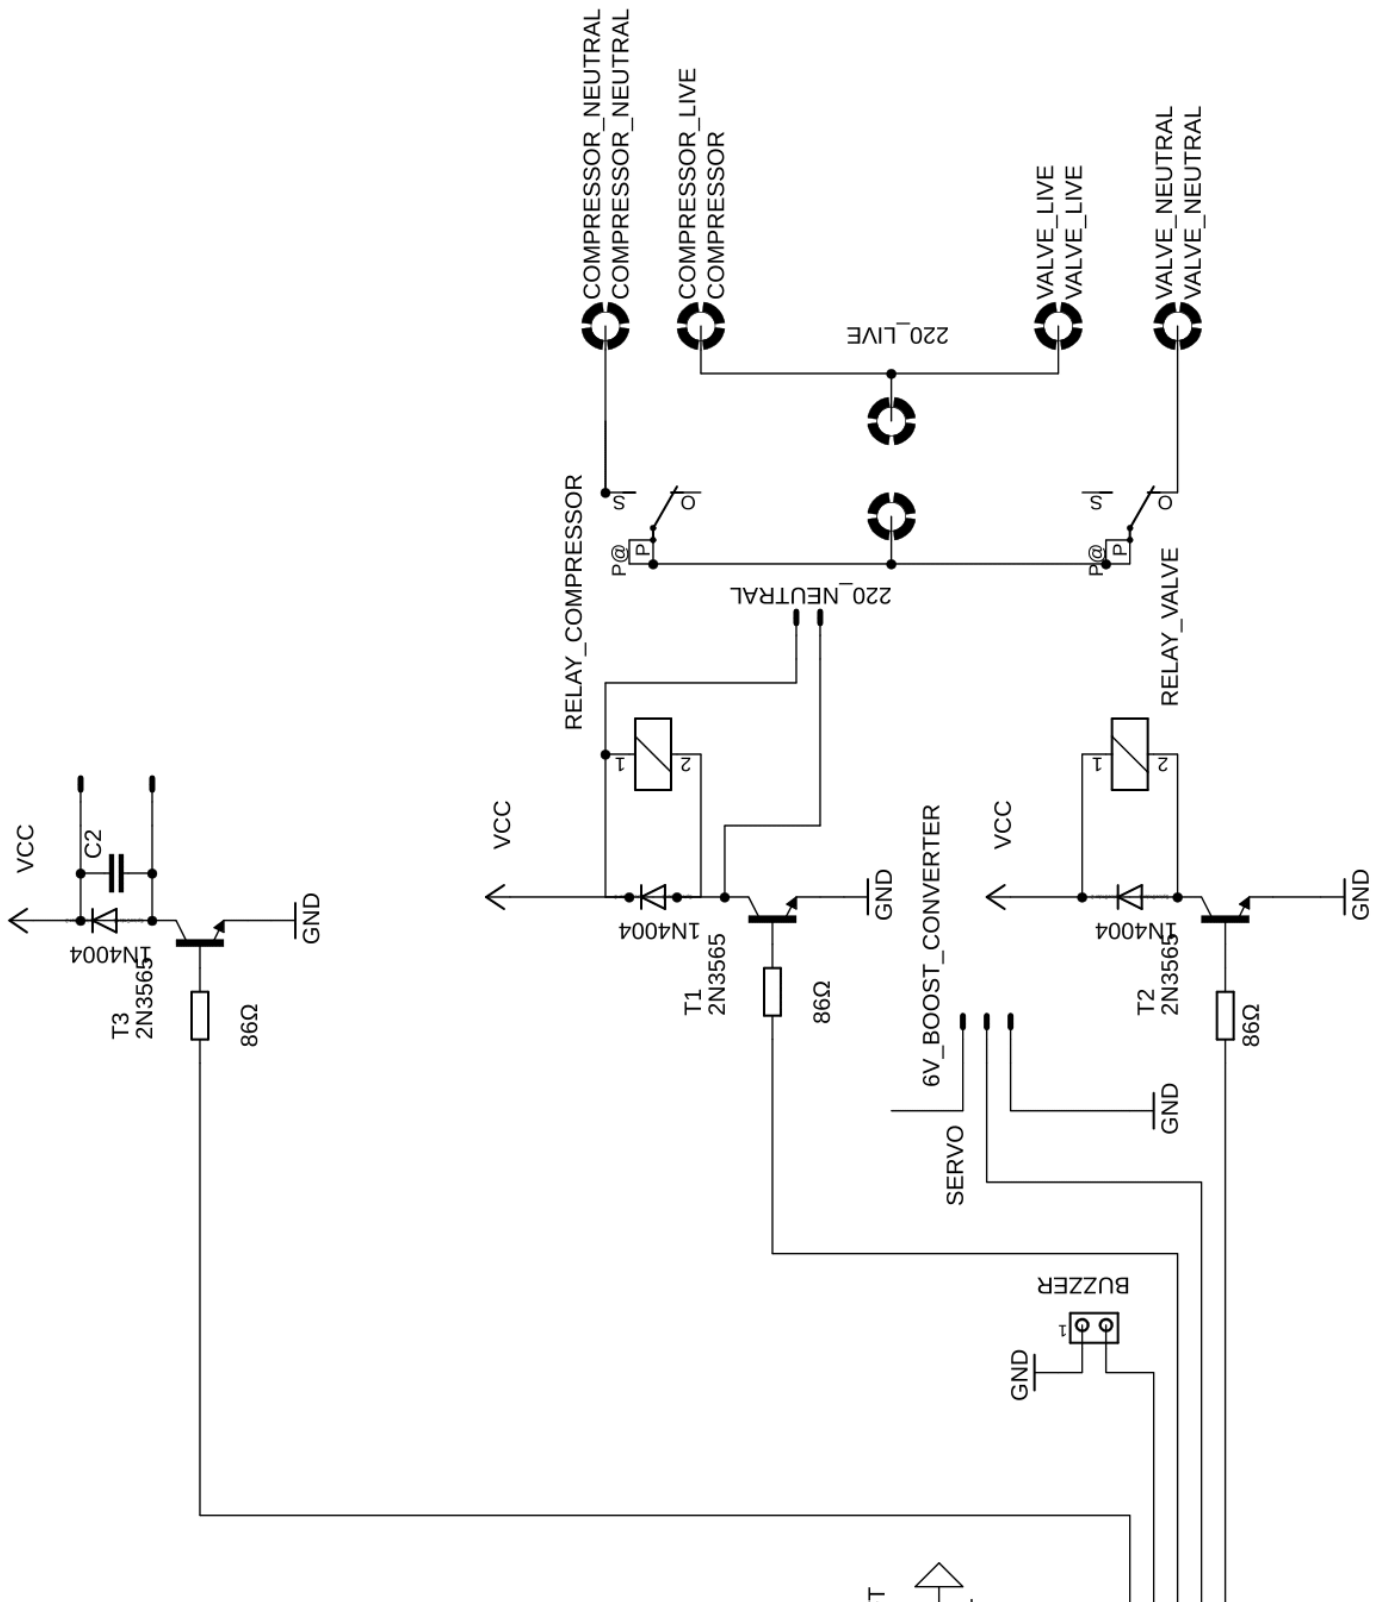 COMPRESSOR_NEUTRAL
COMPRESSOR_NEUTRAL
COMPRESSOR_LIVE
COMPRESSOR
VALVE_LIVE
VALVE_LIVE
VALVE_NEUTRAL
VALVE_NEUTRAL
220_LIVE
RELAY_COMPRESSOR
S
O
P@
P
S
O
P@
P
220_NEUTRAL
RELAY_VALVE
1
2
1
2
VCC
C2
1N4004
GND
T3
2N3565
86Ω
VCC
1N4004
GND
T1
2N3565
86Ω
6V_BOOST_CONVERTER
VCC
1N4004
GND
T2
2N3565
86Ω
SERVO
GND
BUZZER
1
GND